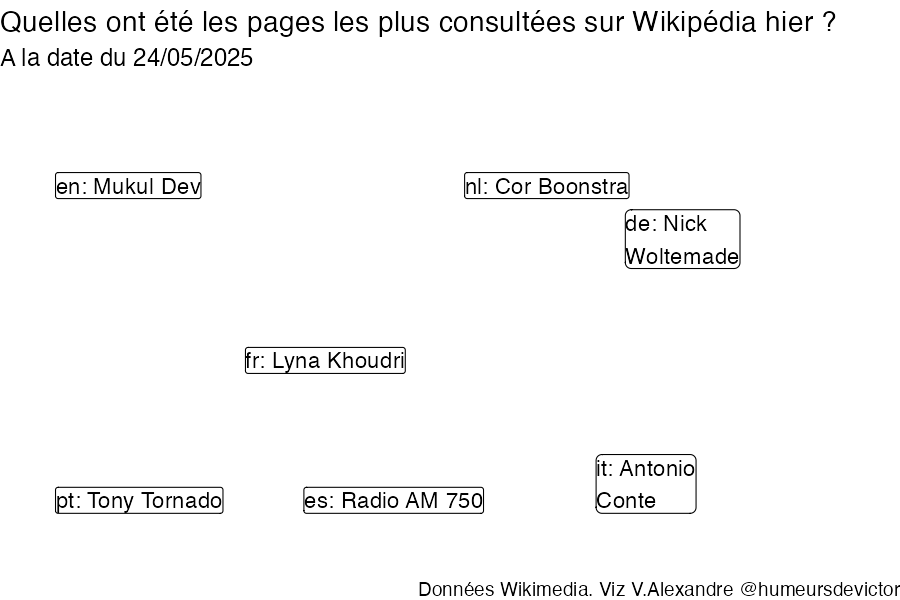 Quelles ont été les pages les plus consultées sur Wikipédia hier ?
A la date du 24/05/2025
en: Mukul Dev
nl: Cor Boonstra
de: Nick
Woltemade
fr: Lyna Khoudri
it: Antonio
Conte
pt: Tony Tornado
es: Radio AM 750
Données Wikimedia. Viz V.Alexandre @humeursdevictor